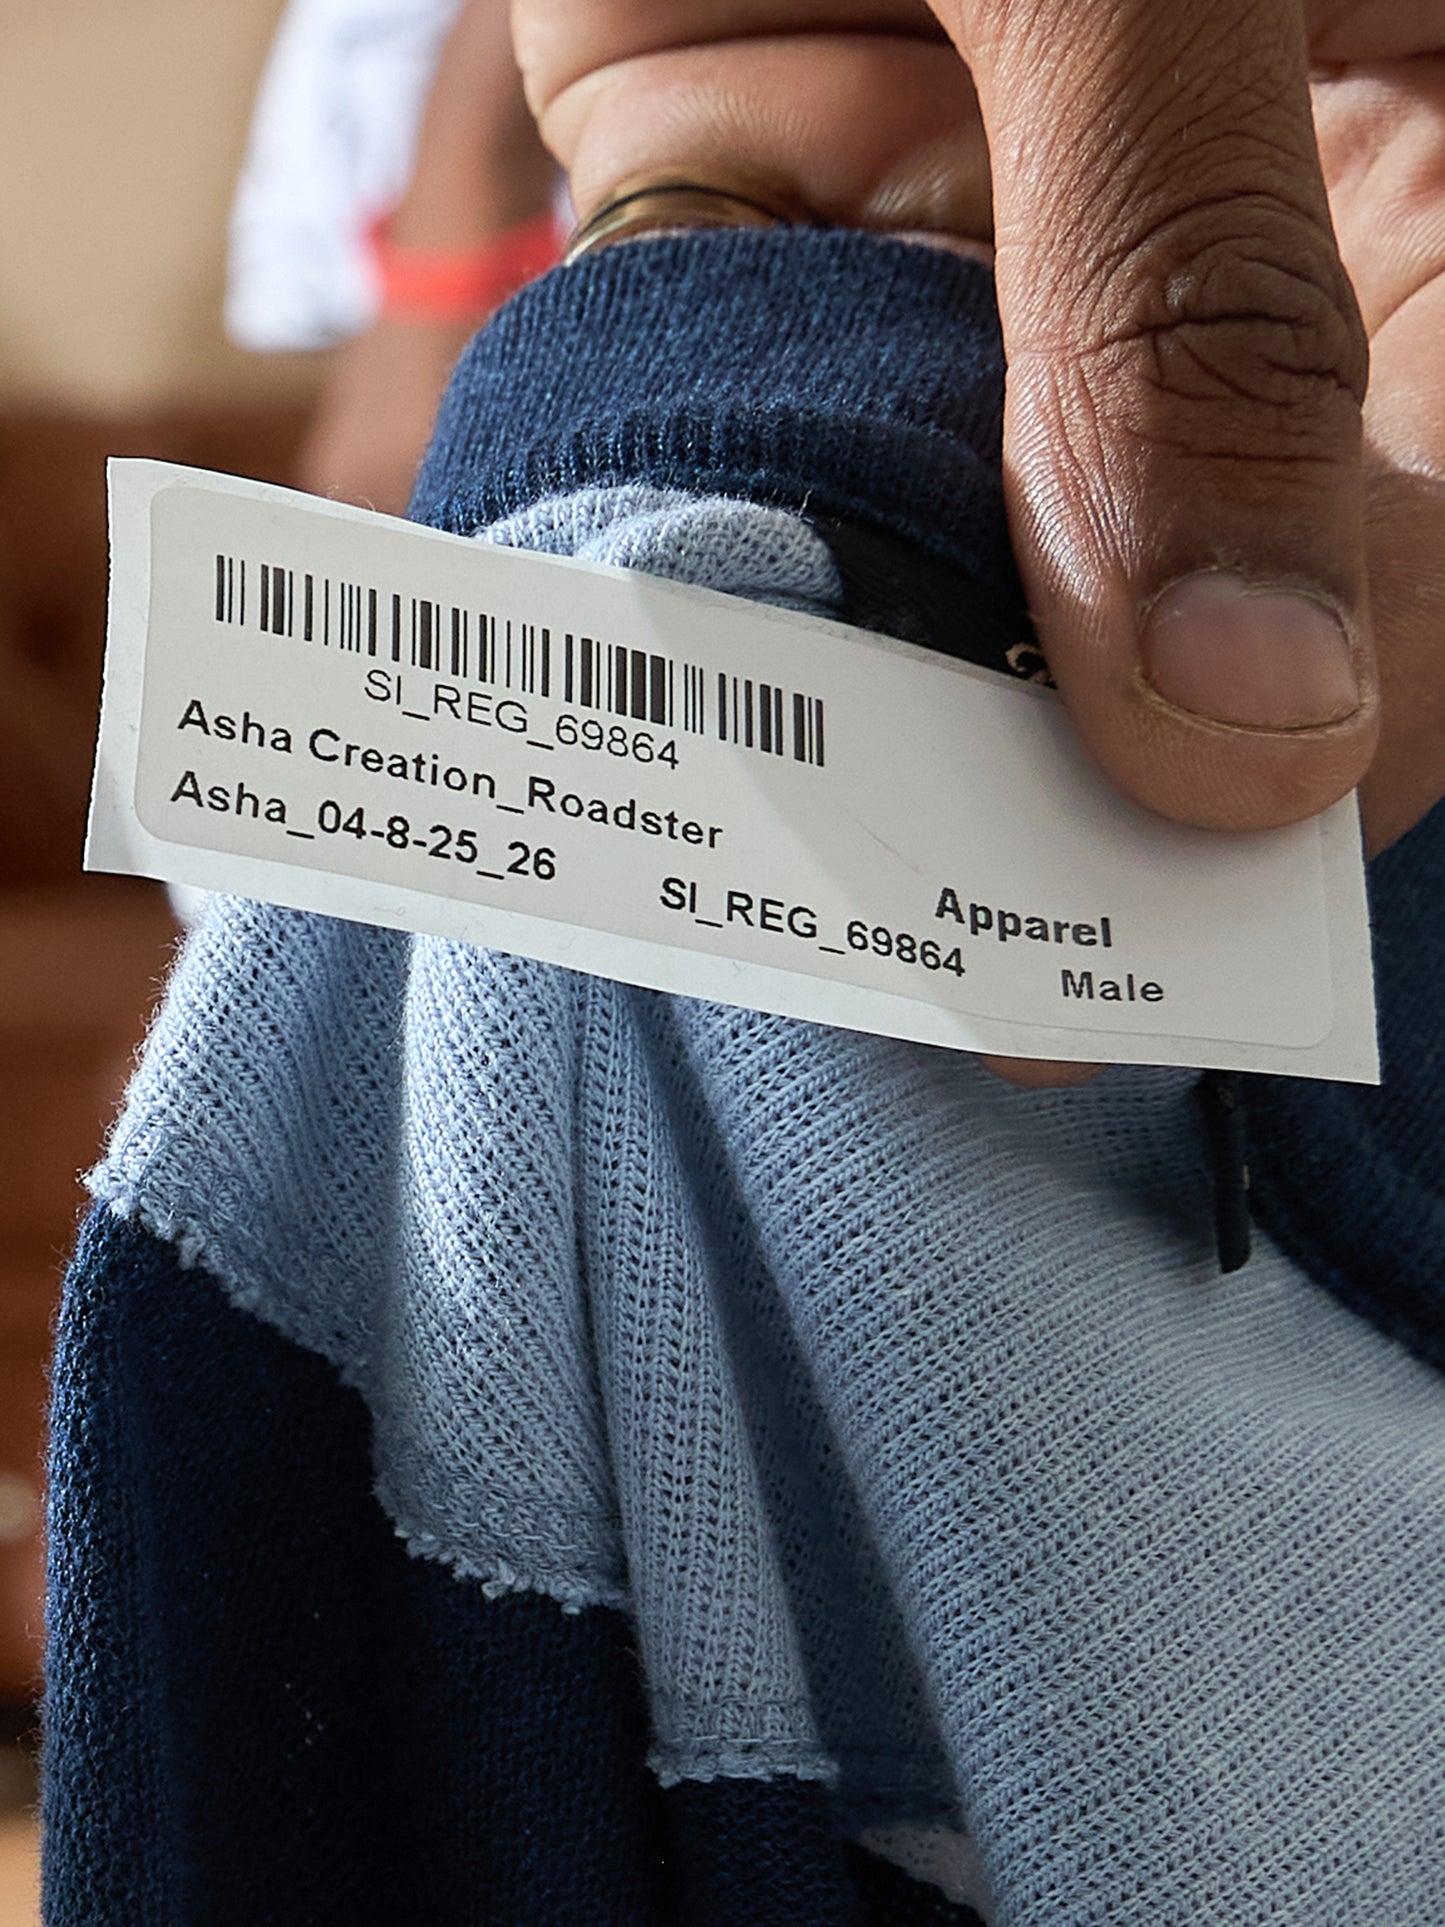 SI_REG_69864
Asha Creation_Roadster
Apparel
Asha_04-8-25_26
SI_REG_69864
Male